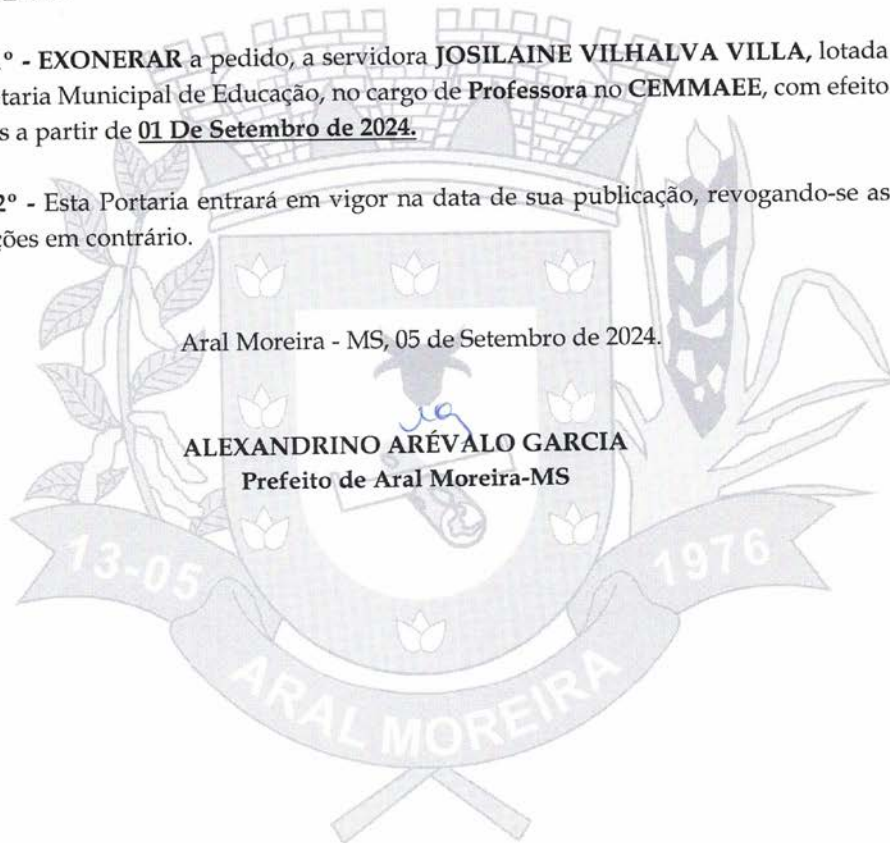 º - EXONERAR a pedido, a servidora JOSILAINE VILHALVA VILLA, lotada
taria Municipal de Educação, no cargo de Professora no CEMMAEE, com efeito
s a partir de 01 De Setembro de 2024.
2º - Esta Portaria entrará em vigor na data de sua publicação, revogando-se as
ções em contrário.
Aral Moreira - MS, 05 de Setembro de 2024.
ALEXANDRINO ARÉVALO GARCIA
Prefeito de Aral Moreira-MS
13-05 1976
ARAL MOREIRA